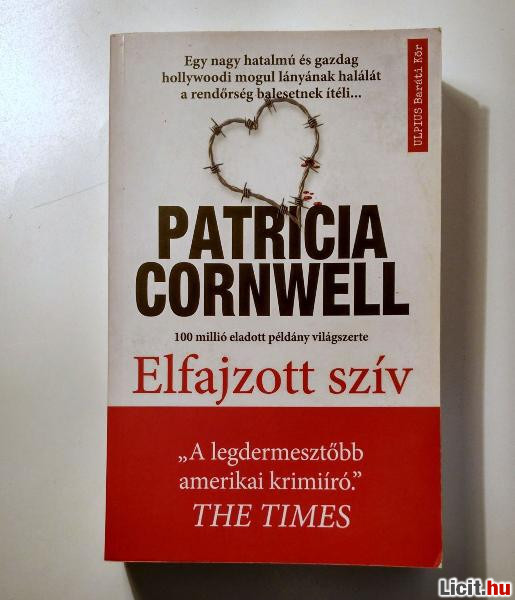 Egy nagy hatalmú és gazdag
hollywoodi mogul lányának halálát
a rendőrség balesetnek ítéli...
ULPIUS Baráti Kör
PATRICIA
CORNWELL
100 millió eladott példány világszerte
Elfajzott szív
„A legdermesztőbb
amerikai krimiíró.”
THE TIMES
Licit.hu